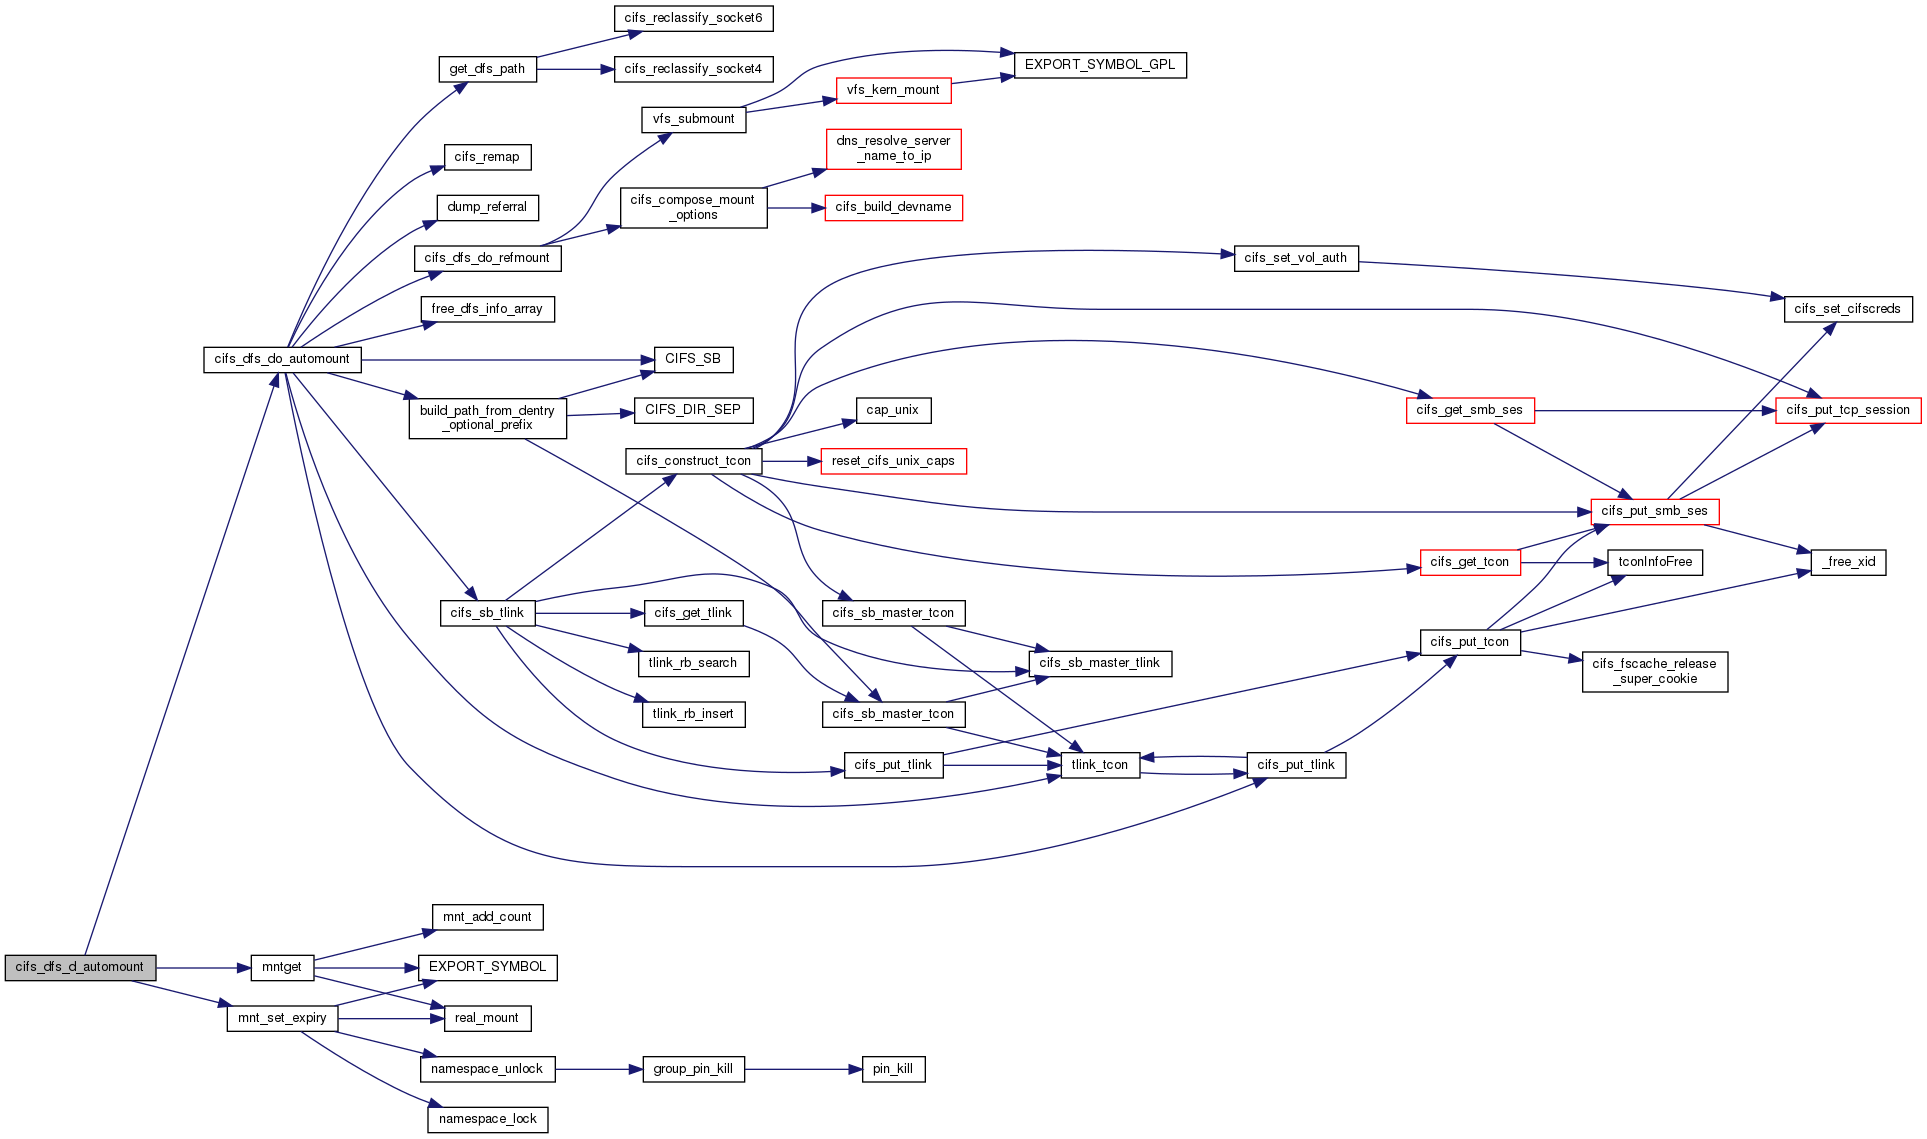 cifs_reclassify_socket6
get_dfs_path
cifs_reclassify_socket4
EXPORT_SYMBOL_GPL
vfs_kern_mount
vfs_submount
dns_resolve_server
_name_to_ip
cifs_remap
dump_referral
cifs_compose_mount
_options
cifs_build_devname
cifs_dfs_do_refmount
cifs_set_vol_auth
free_dfs_info_array
cifs_set_cifscreds
cifs_dfs_do_automount
CIFS_SB
build_path_from_dentry
_optional_prefix
CIFS_DIR_SEP
cap_unix
cifs_get_smb_ses
cifs_put_tcp_session
cifs_construct_tcon
reset_cifs_unix_caps
cifs_put_smb_ses
cifs_get_tcon
tconInfoFree
_free_xid
cifs_sb_tlink
cifs_get_tlink
cifs_sb_master_tcon
cifs_put_tcon
tlink_rb_search
cifs_sb_master_tlink
cifs_fscache_release
_super_cookie
tlink_rb_insert
cifs_sb_master_tcon
cifs_put_tlink
tlink_tcon
cifs_put_tlink
mnt_add_count
cifs_dfs_d_automount
mntget
EXPORT_SYMBOL
mnt_set_expiry
real_mount
namespace_unlock
group_pin_kill
pin_kill
namespace_lock